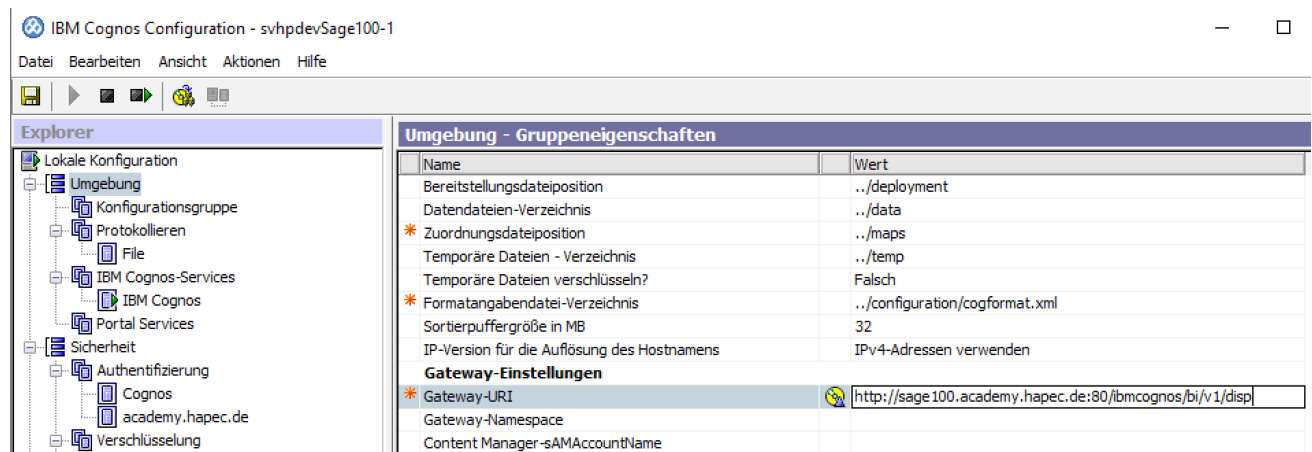 IBM Cognos Configuration - svhpdevSage100-1
Datei Bearbeiten Ansicht Aktionen Hilfe
Explorer
Lokale Konfiguration
Umgebung
Konfigurationsgruppe
Protokollieren
File
IBM Cognos-Services
IBM Cognos
Portal Services
Sicherheit
Authentifizierung
Cognos
academy.hapec.de
Verschlüsselung
Umgebung - Gruppeneigenschaften
Name Wert
Bereitstellungsdateiposition ../deployment
Datendateien-Verzeichnis ../data
* Zuordnungsdateiposition ../maps
Temporäre Dateien - Verzeichnis ../temp
Temporäre Dateien verschlüsseln? Falsch
* Formatangabendatei-Verzeichnis ../configuration/cogformat.xml
Sortierpuffergröße in MB 32
IP-Version für die Auflösung des Hostnamens IPv4-Adressen verwenden
Gateway-Einstellungen
* Gateway-URI http://sage100.academy.hapec.de:80/ibmcognos/bi/v1/disp
Gateway-Namespace
Content Manager-sAMAccountName